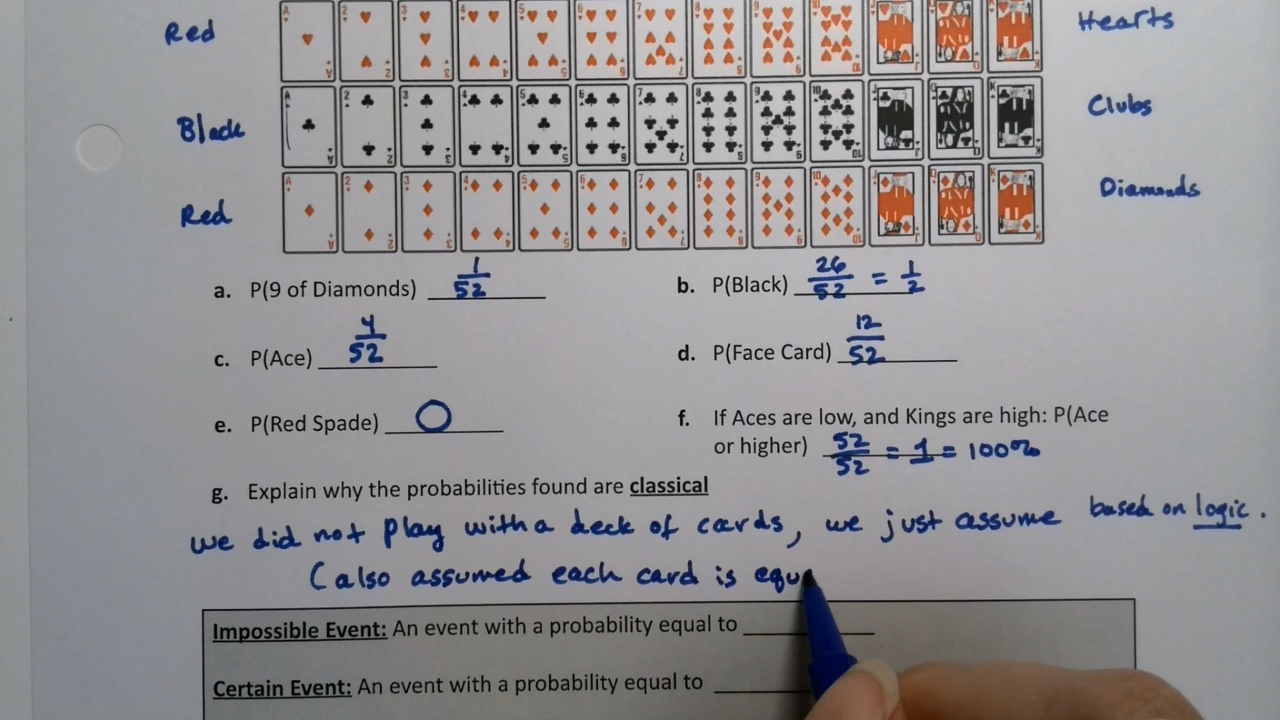 Red Hearts
Black Clubs
Red Diamonds
a. P(9 of Diamonds) 1/52 b. P(Black) 26/52 = 1/2
c. P(Ace) 4/52 d. P(Face Card) 12/52
e. P(Red Spade) 0 f. If Aces are low, and Kings are high: P(Ace
or higher) 52/52 = 1 = 100%
g. Explain why the probabilities found are classical
we did not play with a deck of cards, we just assume based on logic.
(also assumed each card is equ
Impossible Event: An event with a probability equal to
Certain Event: An event with a probability equal to